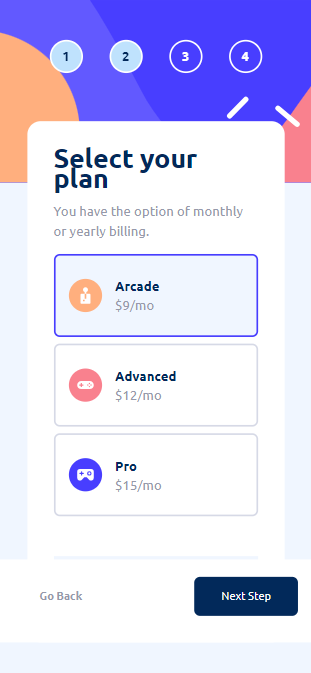 1 2 3 4
Select your
plan
You have the option of monthly
or yearly billing.
Arcade
$9/mo
Advanced
$12/mo
Pro
$15/mo
Go Back Next Step